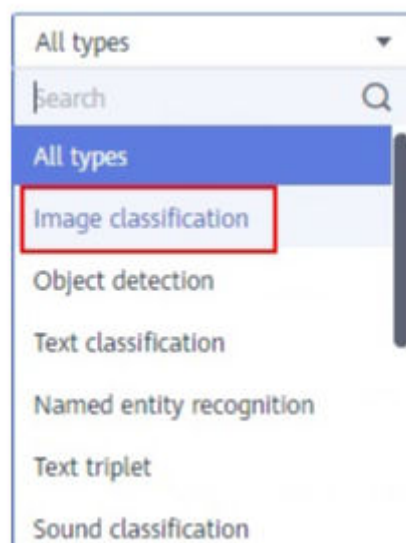 All types
Search
All types
Image classification
Object detection
Text classification
Named entity recognition
Text triplet
Sound classification